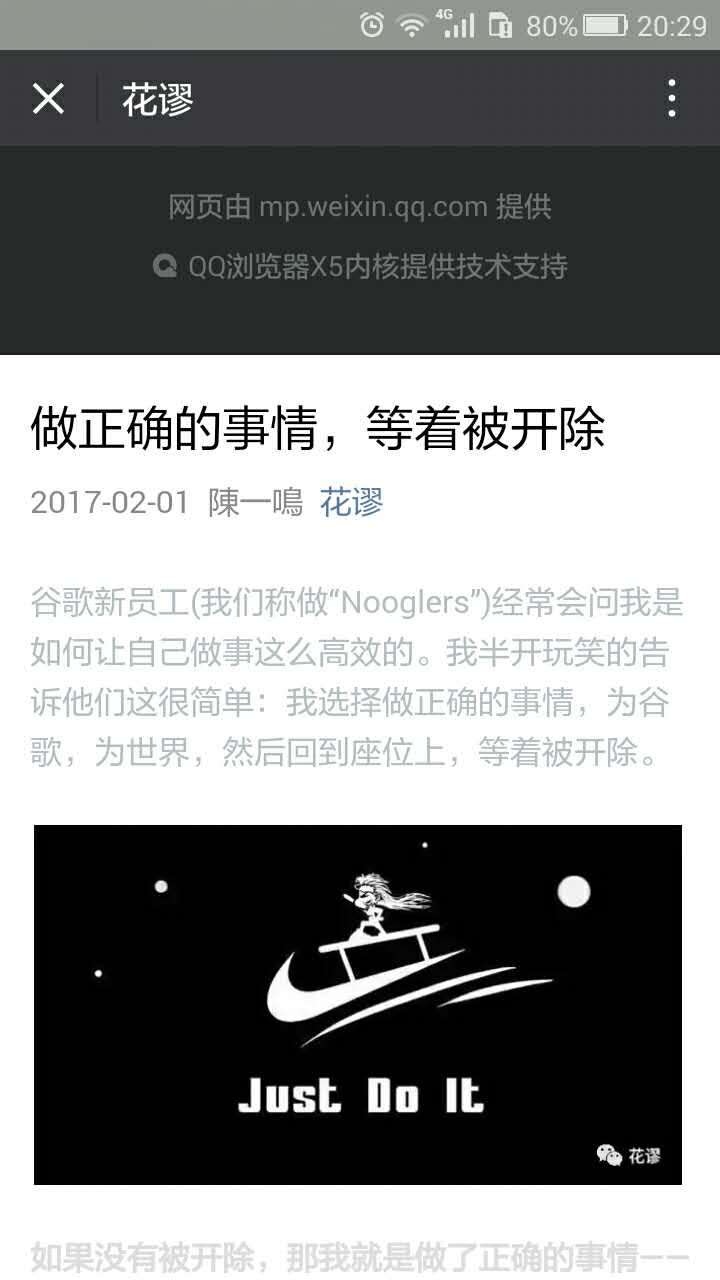 4G 80% 20:29
花谬
网页由 mp.weixin.qq.com 提供
QQ浏览器X5内核提供技术支持
做正确的事情，等着被开除
2017-02-01 陳一鳴 花谬
谷歌新员工(我们称做“Nooglers”)经常会问我是
如何让自己做事这么高效的。我半开玩笑的告
诉他们这很简单：我选择做正确的事情，为谷
歌，为世界，然后回到座位上，等着被开除。
Just Do It
花谬
如果没有被开除，那我就是做了正确的事情——